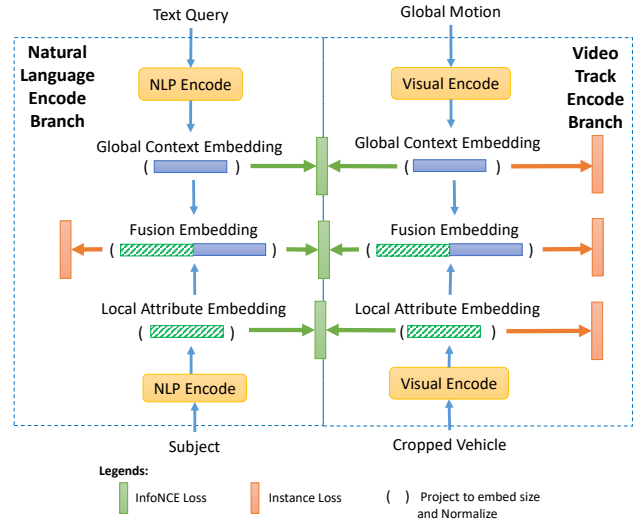 Text Query
Global Motion
Natural
Language
Encode
Branch
Video
Track
Encode
Branch
NLP Encode
Visual Encode
Global Context Embedding
Global Context Embedding
( )
( )
Fusion Embedding
Fusion Embedding
( )
( )
Local Attribute Embedding
Local Attribute Embedding
( )
( )
NLP Encode
Visual Encode
Subject
Cropped Vehicle
Legends:
InfoNCE Loss
Instance Loss
( ) Project to embed size
and Normalize